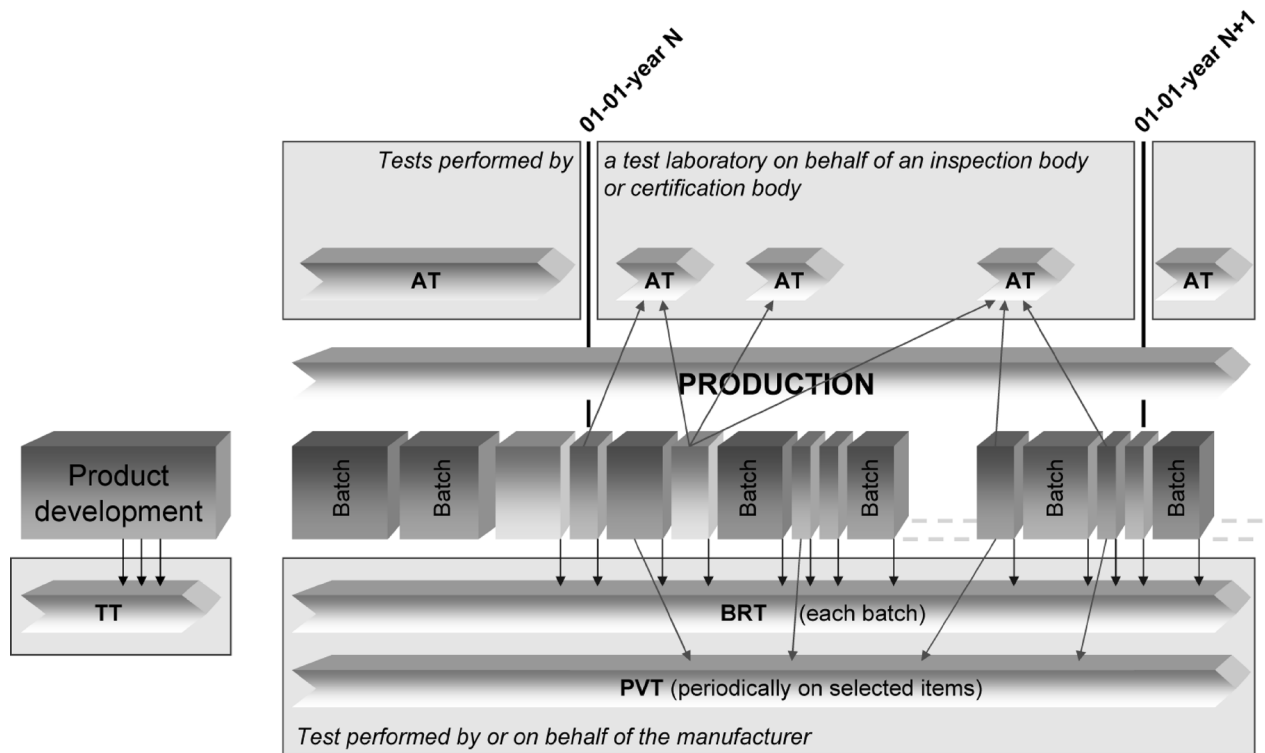 01-01-year N
01-01-year N+1
Tests performed by
a test laboratory on behalf of an inspection body
or certification body
AT
AT
AT
AT
AT
PRODUCTION
Product
development
Batch
Batch
Batch
Batch
Batch
Batch
TT
BRT (each batch)
PVT (periodically on selected items)
Test performed by or on behalf of the manufacturer